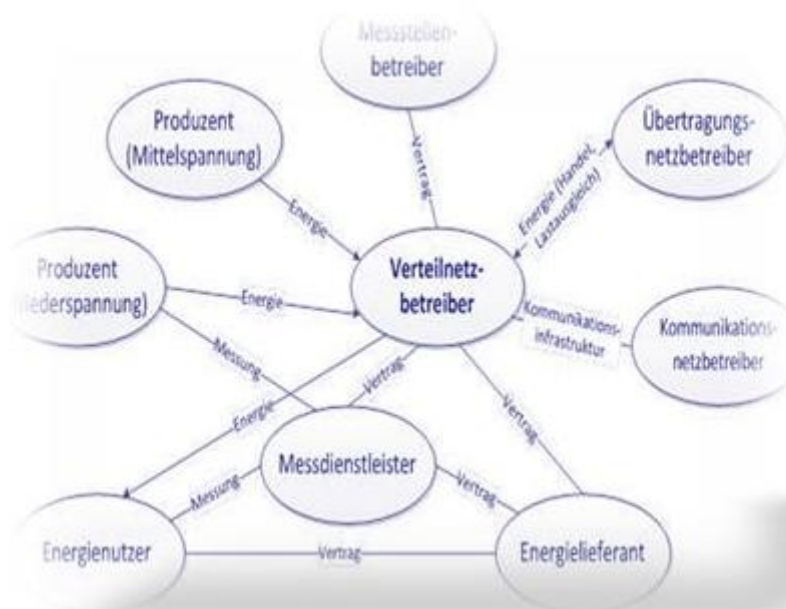 Messstellen-
betreiber
Produzent
(Mittelspannung)
Übertragungs-
netzbetreiber
Vertrag
Energie (Handel,
Lastausgleich)
Energie
Produzent
iederspannung)
Verteilnetz-
betreiber
Energie
Kommunikations-
infrastruktur
Kommunikations-
netzbetreiber
Messung
Vertrag
Energie
Vertrag
Messdienstleister
Messung
Vertrag
Energienutzer
Vertrag
Energielieferant